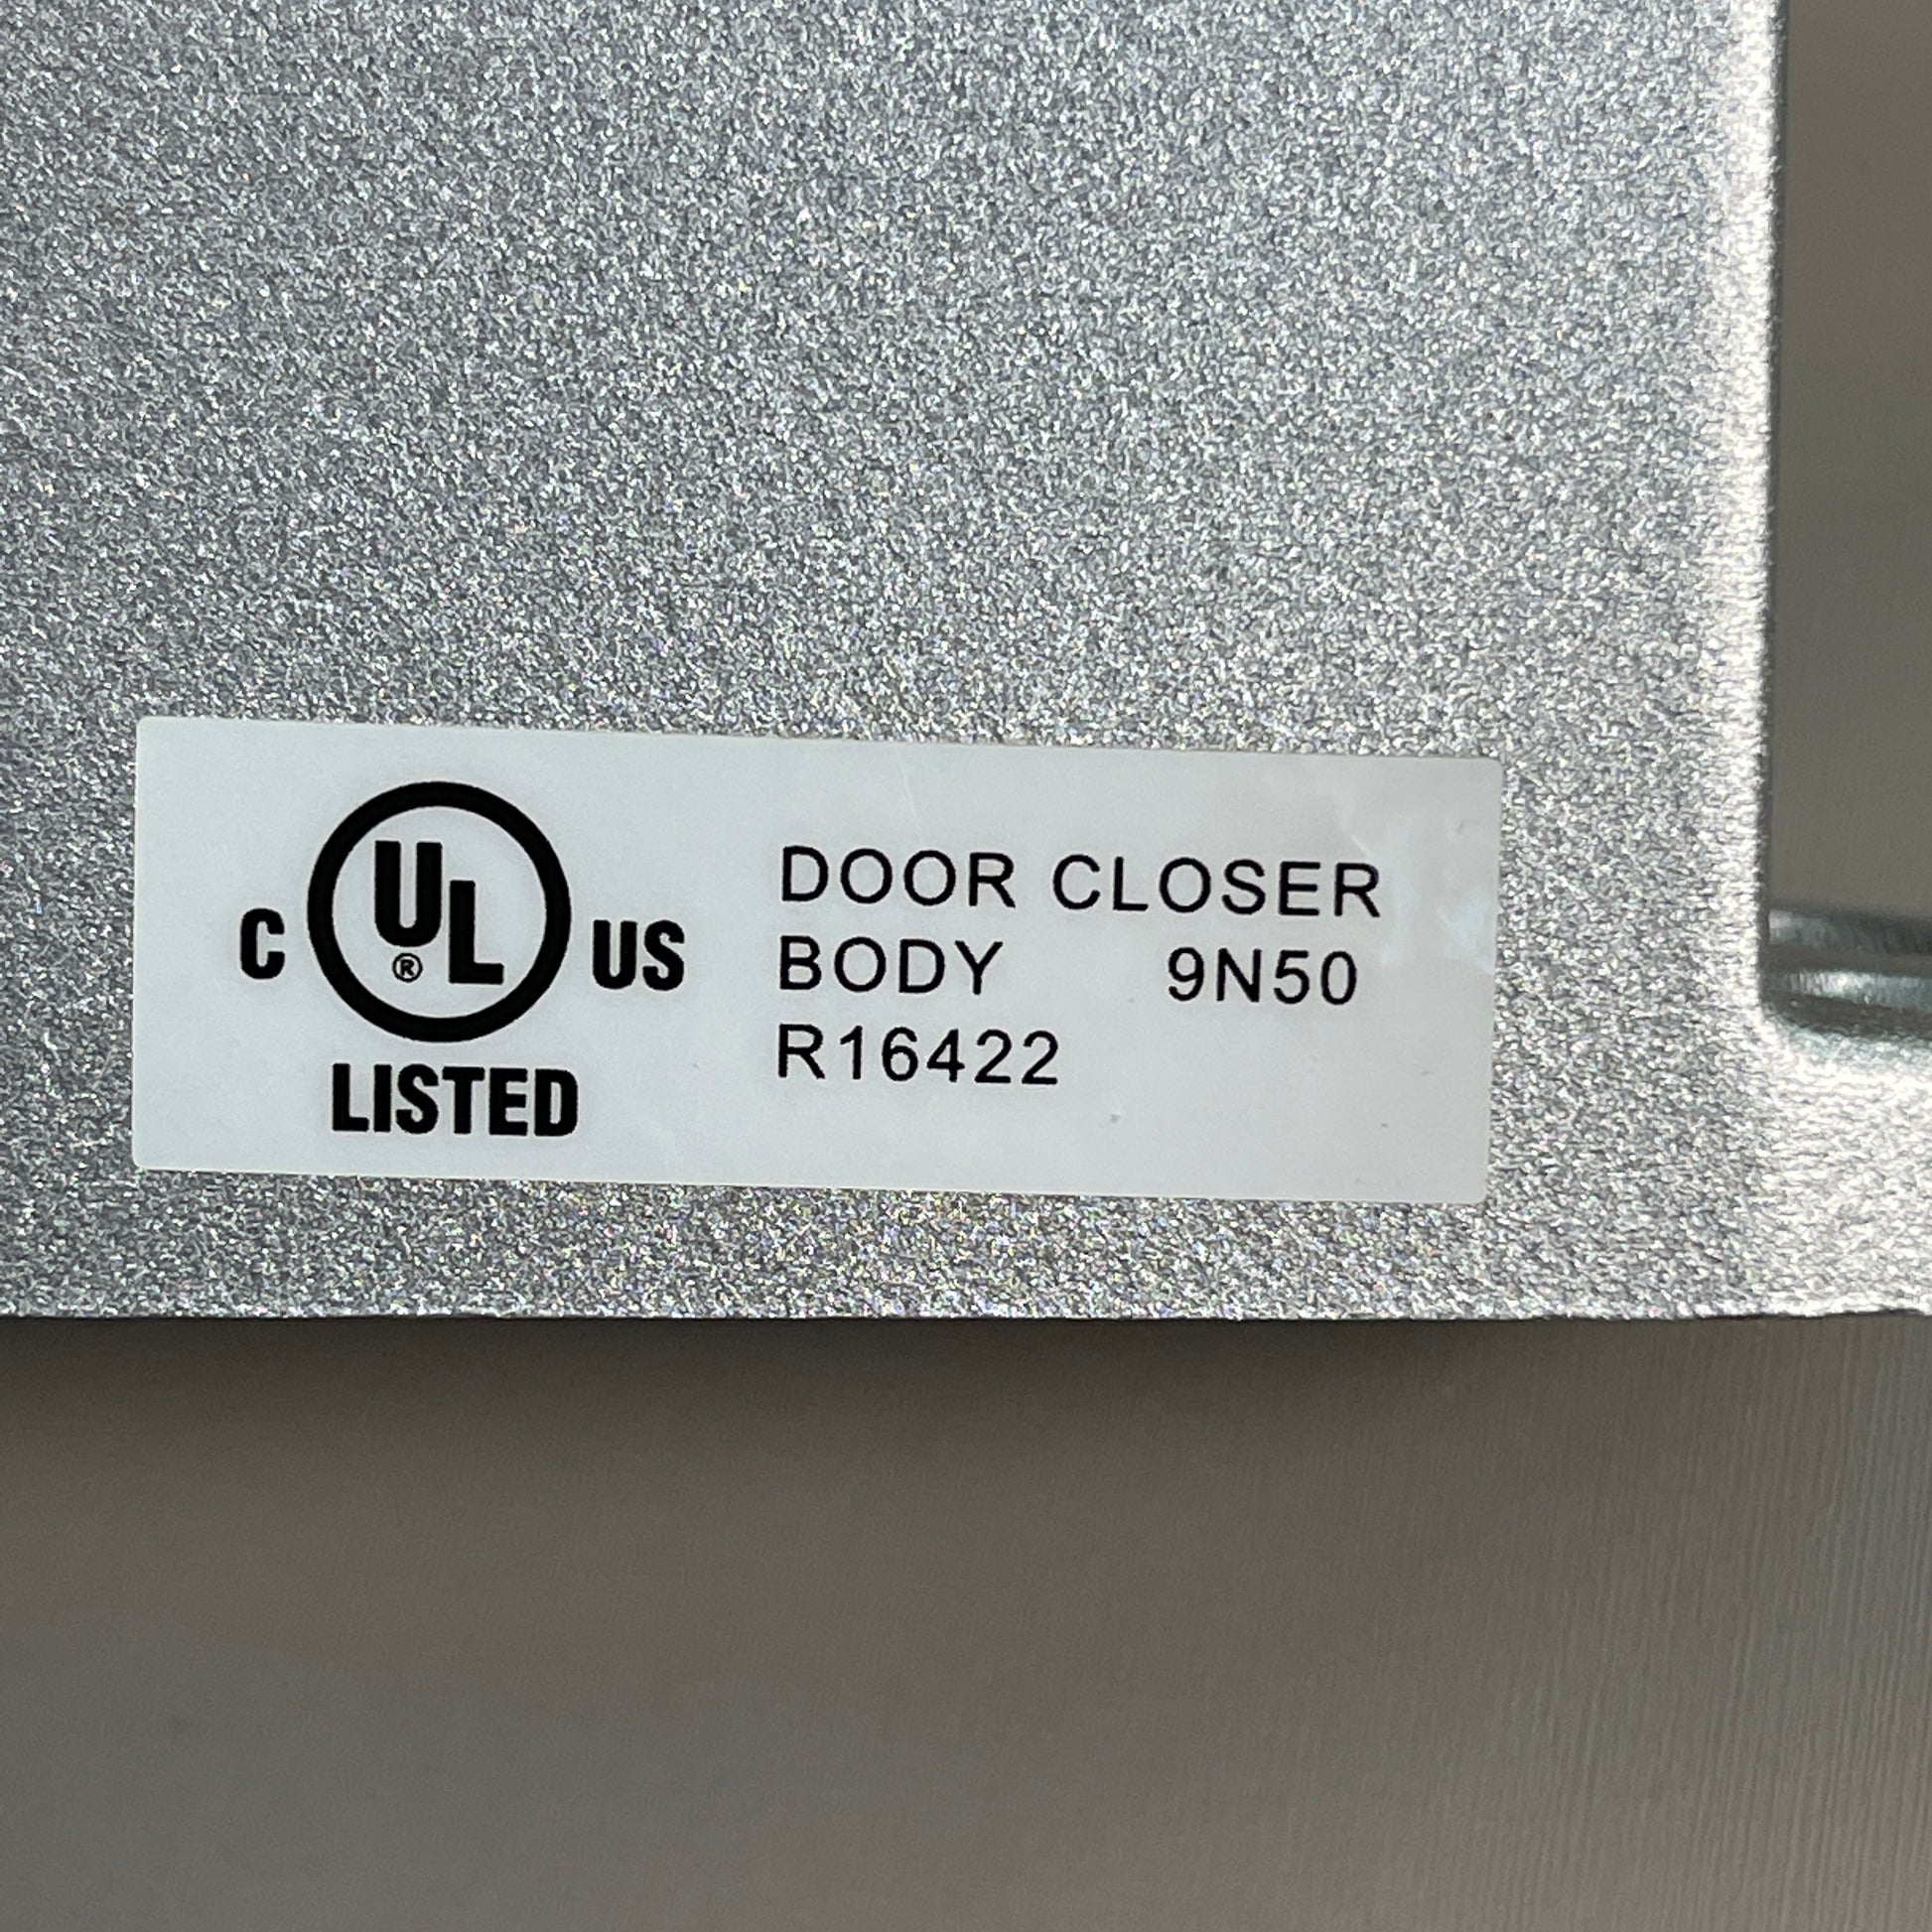 C UL ® US
LISTED
DOOR CLOSER
BODY 9N50
R16422